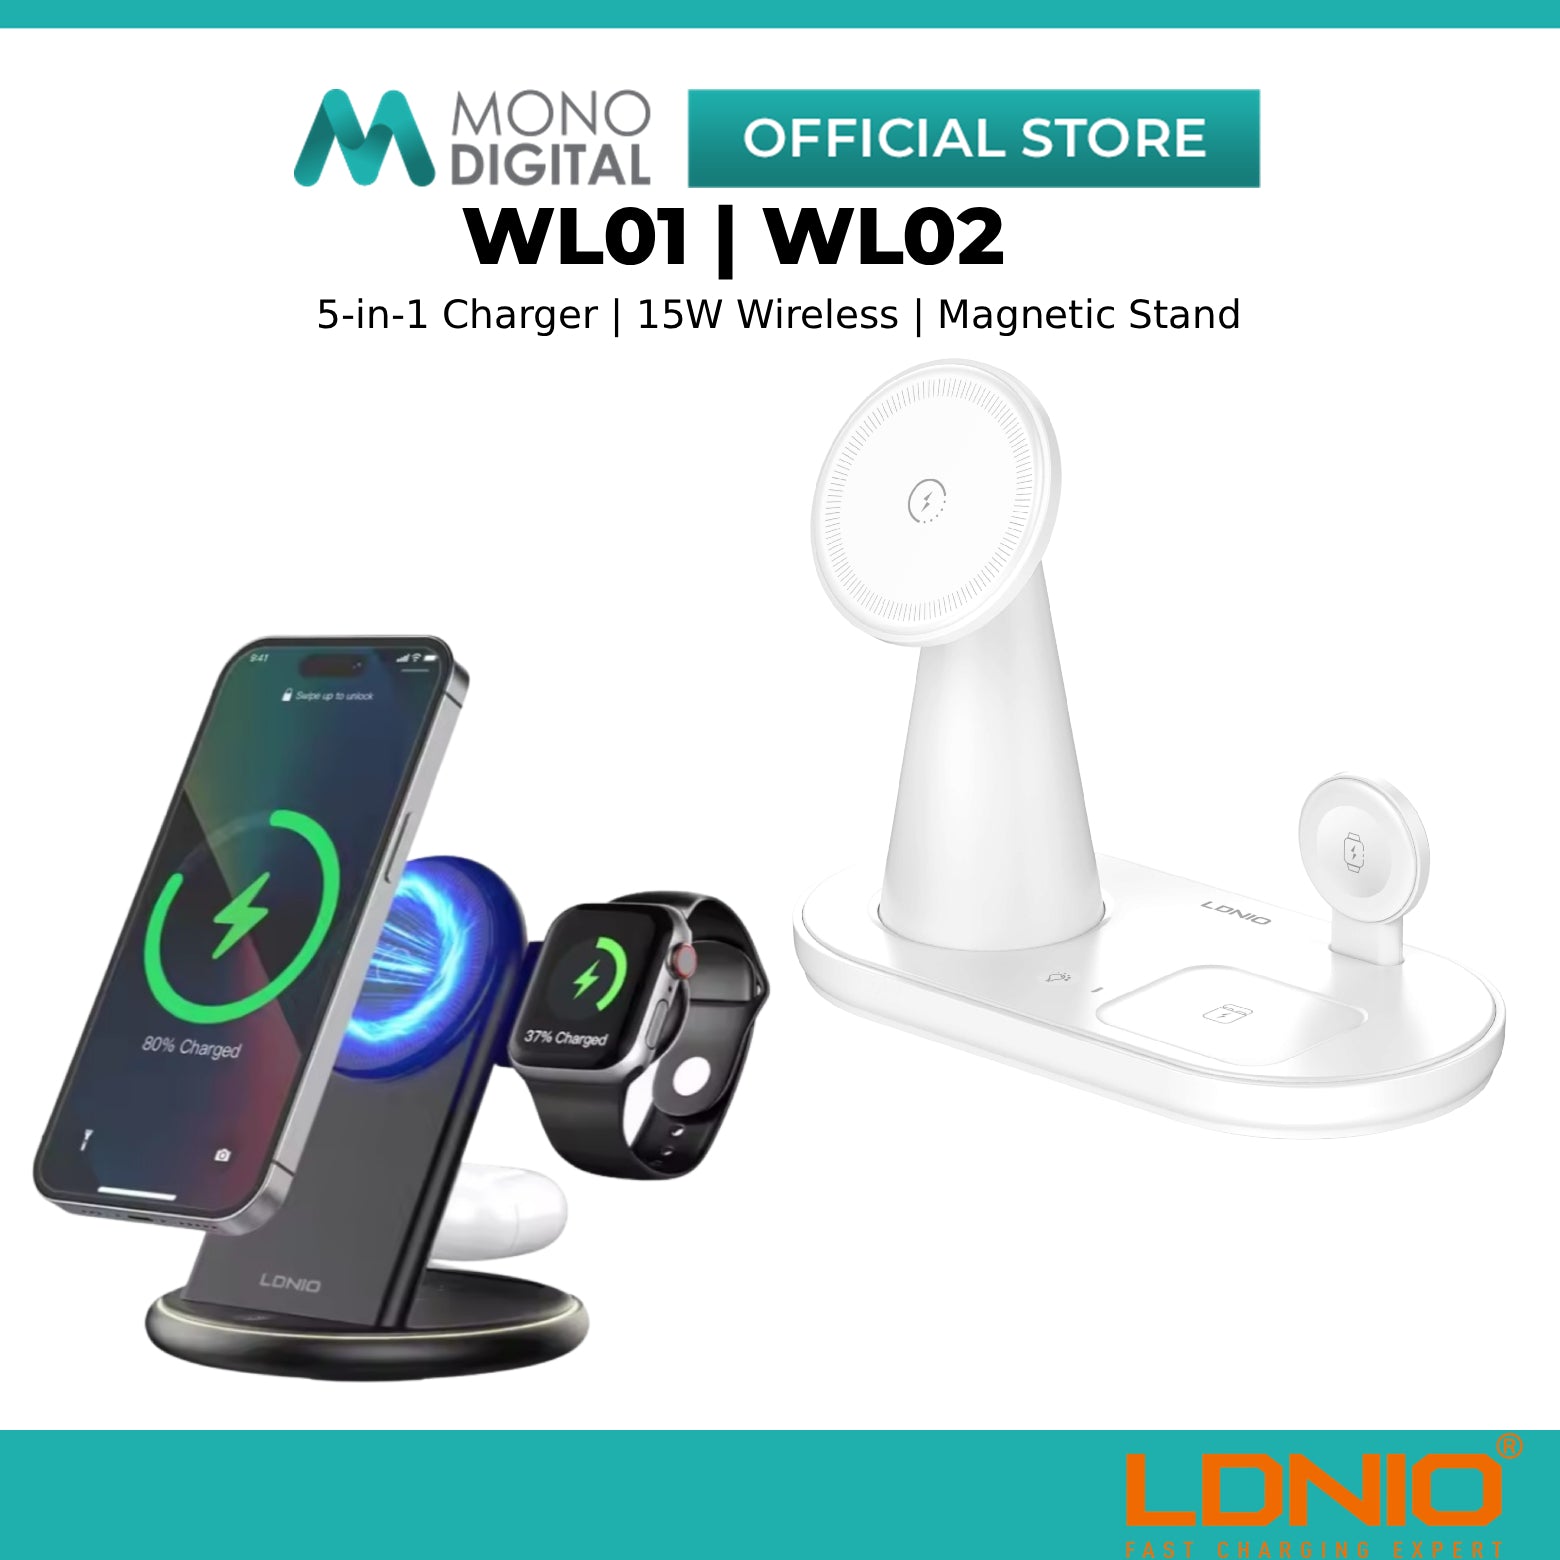 MONO
DIGITAL
OFFICIAL STORE
WL01 | WL02
5-in-1 Charger | 15W Wireless | Magnetic Stand
9:41
Swipe up to unlock
80% Charged
37% Charged
LDNIO
LDNIO
LDNIO®
FAST CHARGING EXPERT